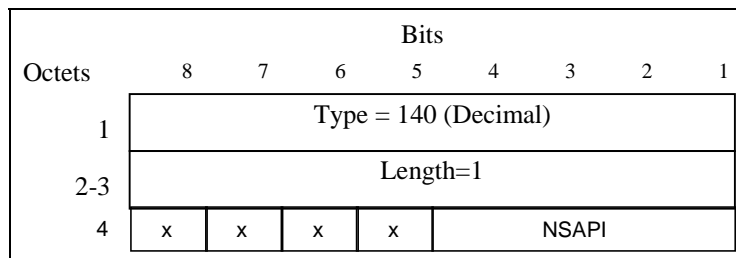 Bits
Octets 8 7 6 5 4 3 2 1
1 Type = 140 (Decimal)
2-3 Length=1
4 x x x x NSAPI